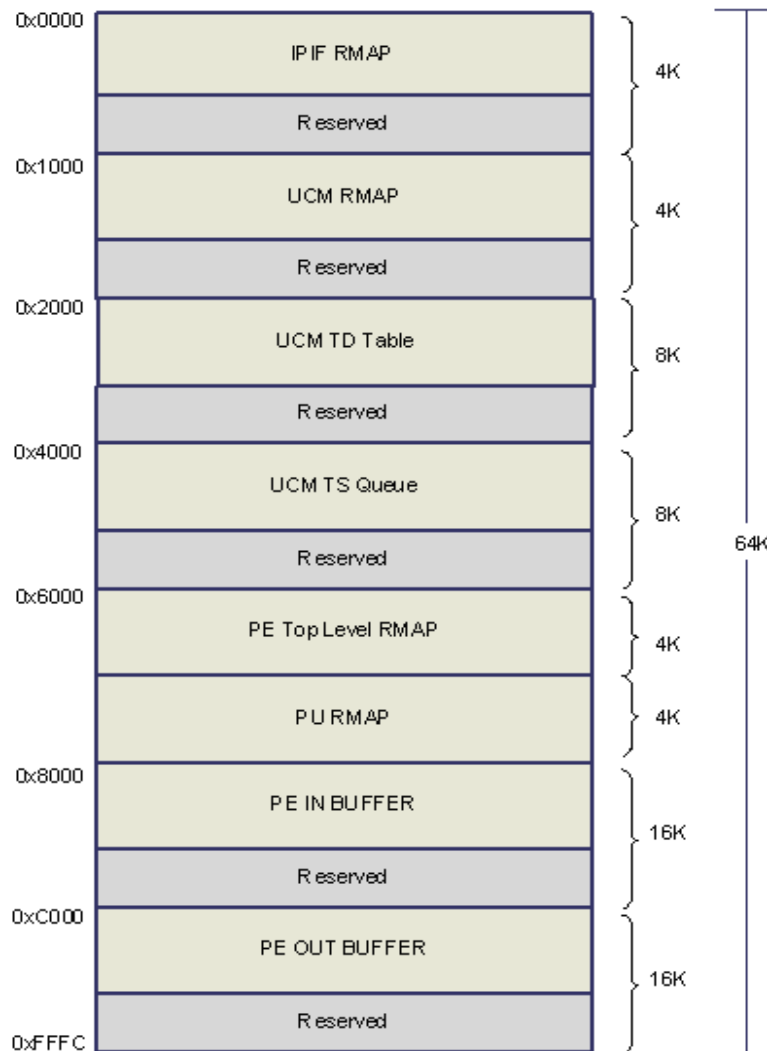 0x0000
IPIF RMAP
4K
Reserved
0x1000
UCM RMAP
4K
Reserved
0x2000
UCM TD Table
8K
Reserved
0x4000
UCM TS Queue
8K
Reserved
64K
0x6000
PE Top Level RMAP
4K
PU RMAP
4K
0x8000
PE IN BUFFER
16K
Reserved
0xC000
PE OUT BUFFER
16K
Reserved
0xFFFC